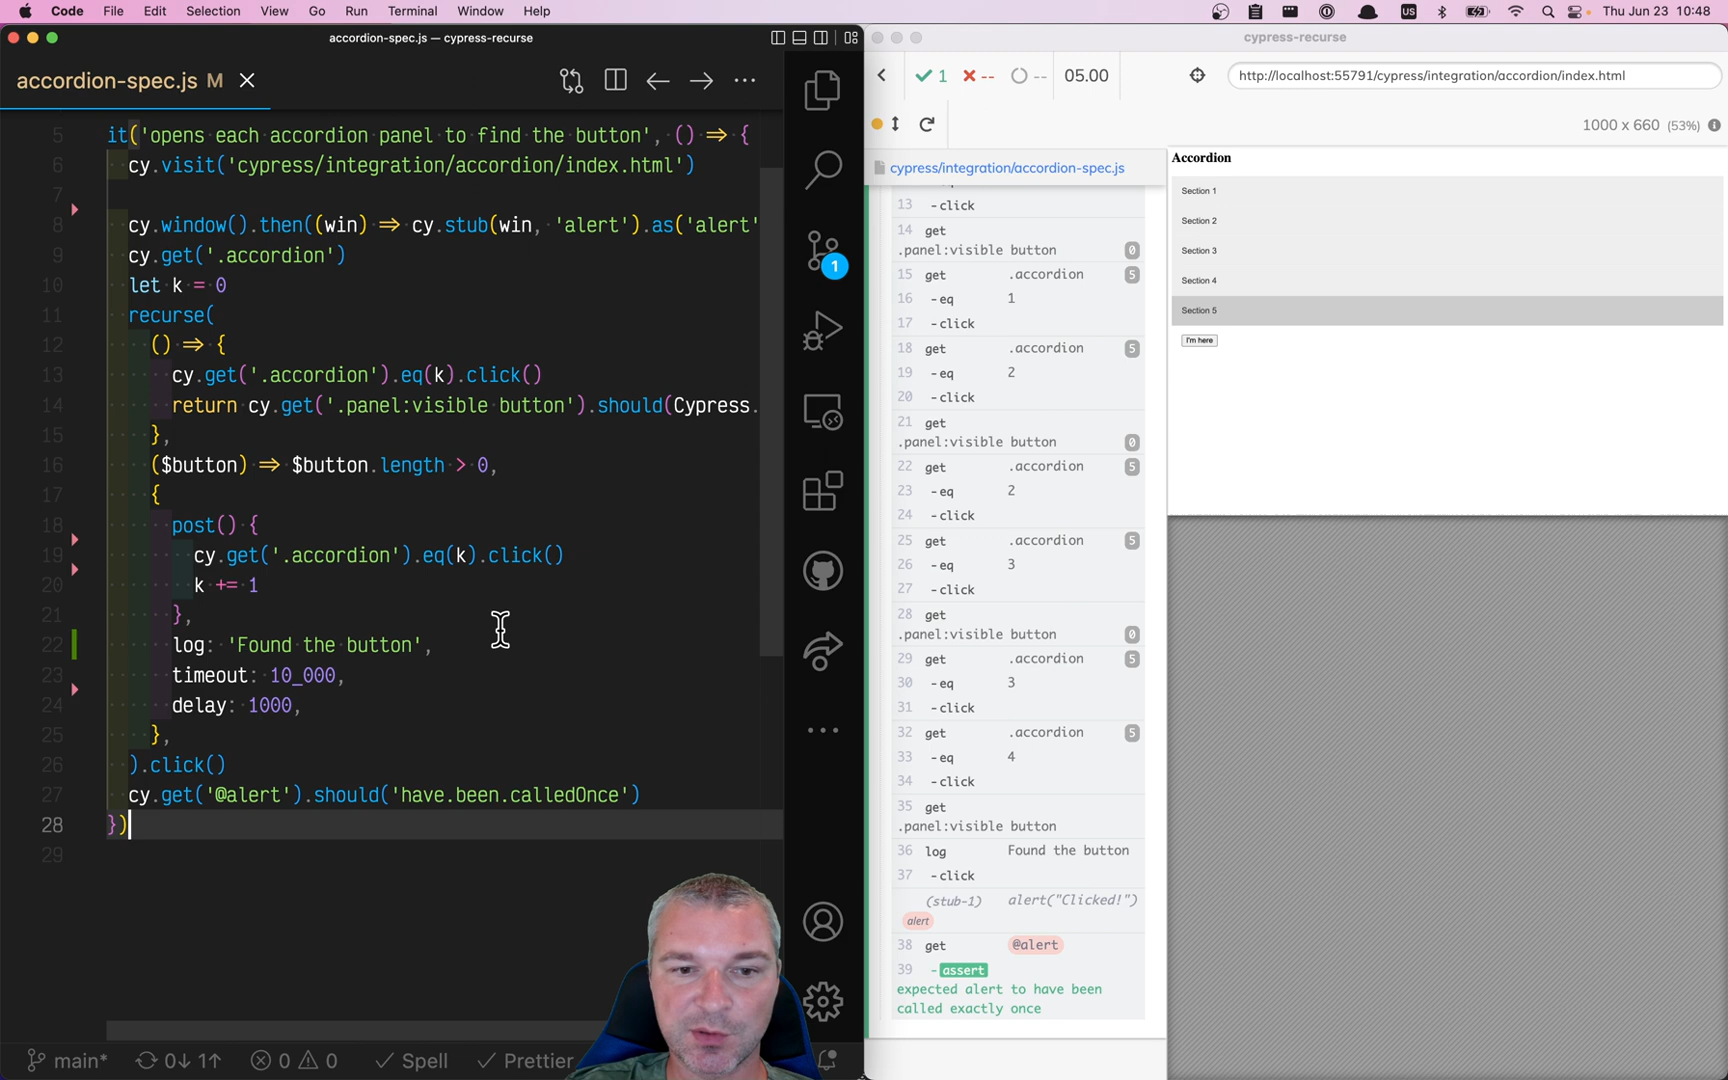 Code File Edit Selection View Go Run Terminal Window Help
US
Thu Jun 23 10:48
accordion-spec.js — cypress-recurse
accordion-spec.js M
5 it('opens each accordion panel to find the button', () => {
6 cy.visit('cypress/integration/accordion/index.html')
7
8 cy.window().then((win) => cy.stub(win, 'alert').as('alert'
9 cy.get('.accordion')
10 let k = 0
11 recurse(
12 () => {
13 cy.get('.accordion').eq(k).click()
14 return cy.get('.panel:visible button').should(Cypress.
15 },
16 ($button) => $button.length > 0,
17 {
18 post() {
19 cy.get('.accordion').eq(k).click()
20 k += 1
21 },
22 log: 'Found the button',
23 timeout: 10_000,
24 delay: 1000,
25 },
26 ).click()
27 cy.get('@alert').should('have.been.calledOnce')
28 })
29
1
main* 0↓ 1↑ 0 0 Spell Prettier
cypress-recurse
1 -- -- 05.00
http://localhost:55791/cypress/integration/accordion/index.html
1000 x 660 (53%)
cypress/integration/accordion-spec.js
13 -click
14 get
.panel:visible button 0
15 get .accordion 5
16 -eq 1
17 -click
18 get .accordion 5
19 -eq 2
20 -click
21 get
.panel:visible button 0
22 get .accordion 5
23 -eq 2
24 -click
25 get .accordion 5
26 -eq 3
27 -click
28 get
.panel:visible button 0
29 get .accordion 5
30 -eq 3
31 -click
32 get .accordion 5
33 -eq 4
34 -click
35 get
.panel:visible button
36 log Found the button
37 -click
(stub-1) alert("Clicked!")
alert
38 get @alert
39 -assert
expected alert to have been
called exactly once
Accordion
Section 1
Section 2
Section 3
Section 4
Section 5
I'm here